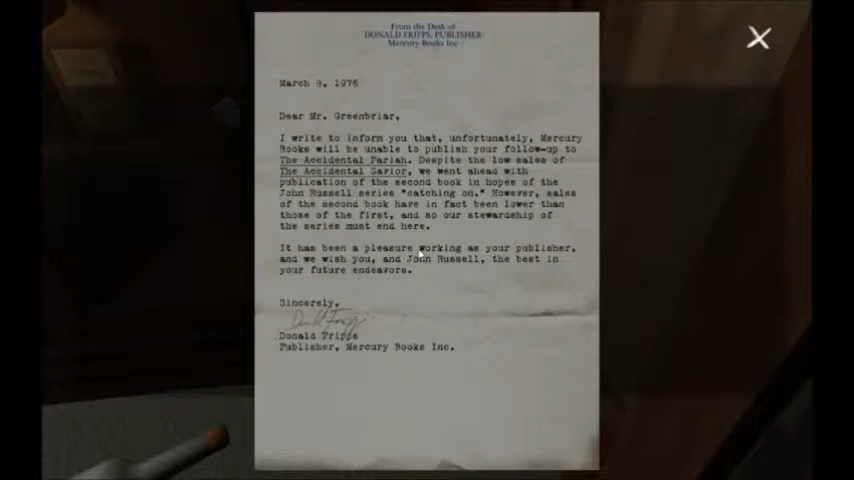 From the Desk of
DONALD FRIPPS, PUBLISHER
Mercury Books Inc
March 3, 1976
Dear Mr. Greenbriar,
I write to inform you that, unfortunately, Mercury
Books will be unable to publish your follow-up to
The Accidental Pariah. Despite the low sales of
The Accidental Savior, we went ahead with
publication of the second book in hopes of the
John Russell series "catching on." However, sales
of the second book have in fact been lower than
those of the first, and so our stewardship of
the series must end here.
It has been a pleasure working as your publisher,
and we wish you, and John Russell, the best in
your future endeavors.
Sincerely,
Donald Fripps
Publisher, Mercury Books Inc.